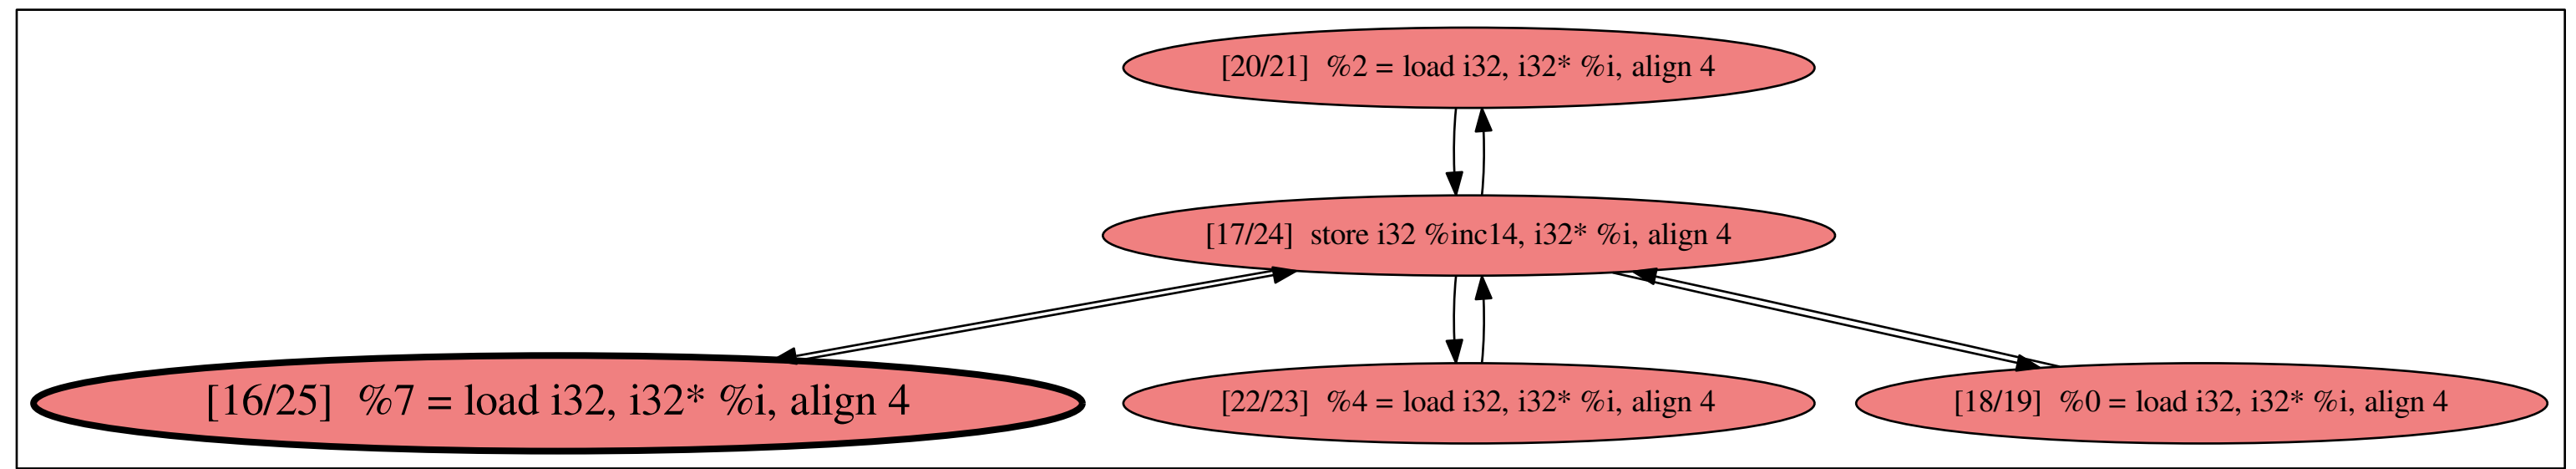 [20/21]  %2 = load i32, i32* %i, align 4
[17/24]  store i32 %inc14, i32* %i, align 4
[16/25]  %7 = load i32, i32* %i, align 4
[22/23]  %4 = load i32, i32* %i, align 4
[18/19]  %0 = load i32, i32* %i, align 4